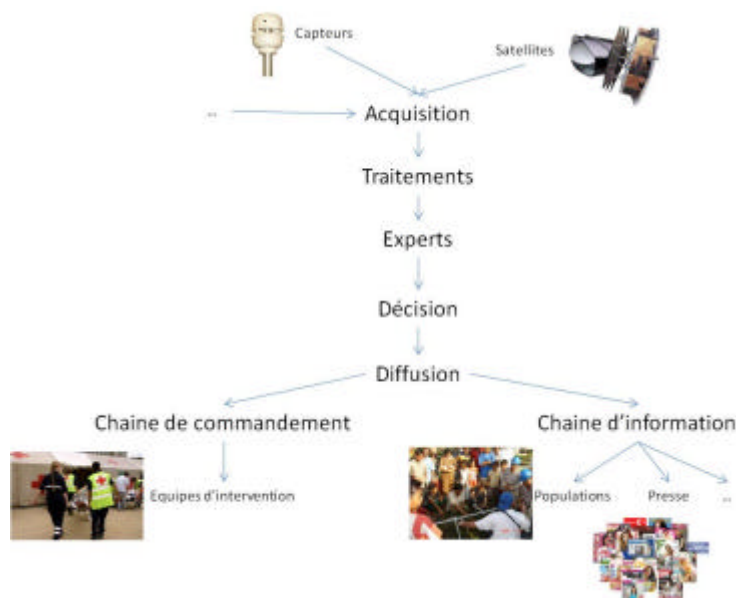 Capteurs
Satellites
...
Acquisition
Traitements
Experts
Décision
Diffusion
Chaine de commandement
Chaine d'information
Equipes d'intervention
Populations
Presse
...